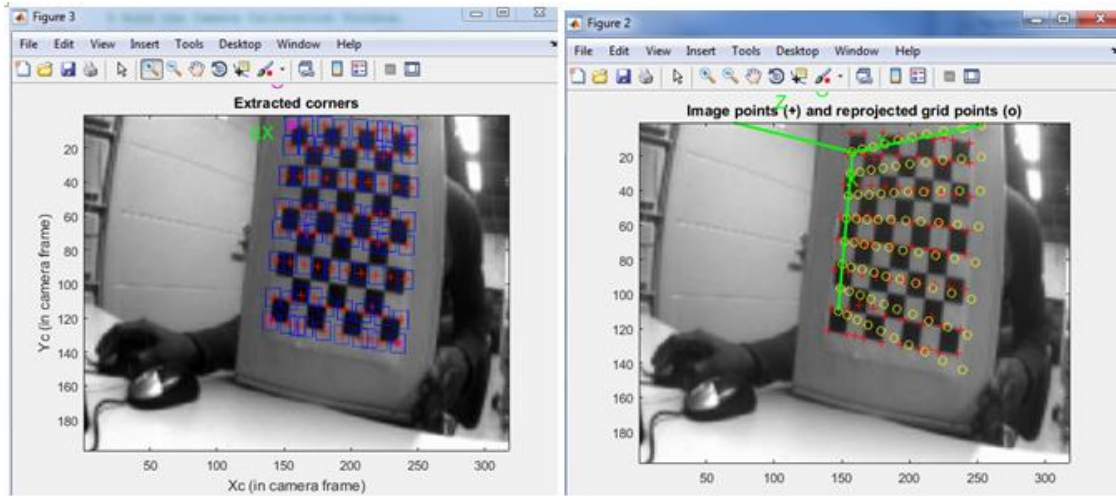 Figure 3
File Edit View Insert Tools Desktop Window Help
Extracted corners
20
40
60
80
100
120
140
160
180
Yc (in camera frame)
50 100 150 200 250 300
Xc (in camera frame)
Figure 2
File Edit View Insert Tools Desktop Window Help
Z
Image points (+) and reprojected grid points (o)
20
40
60
80
100
120
140
160
180
50 100 150 200 250 300